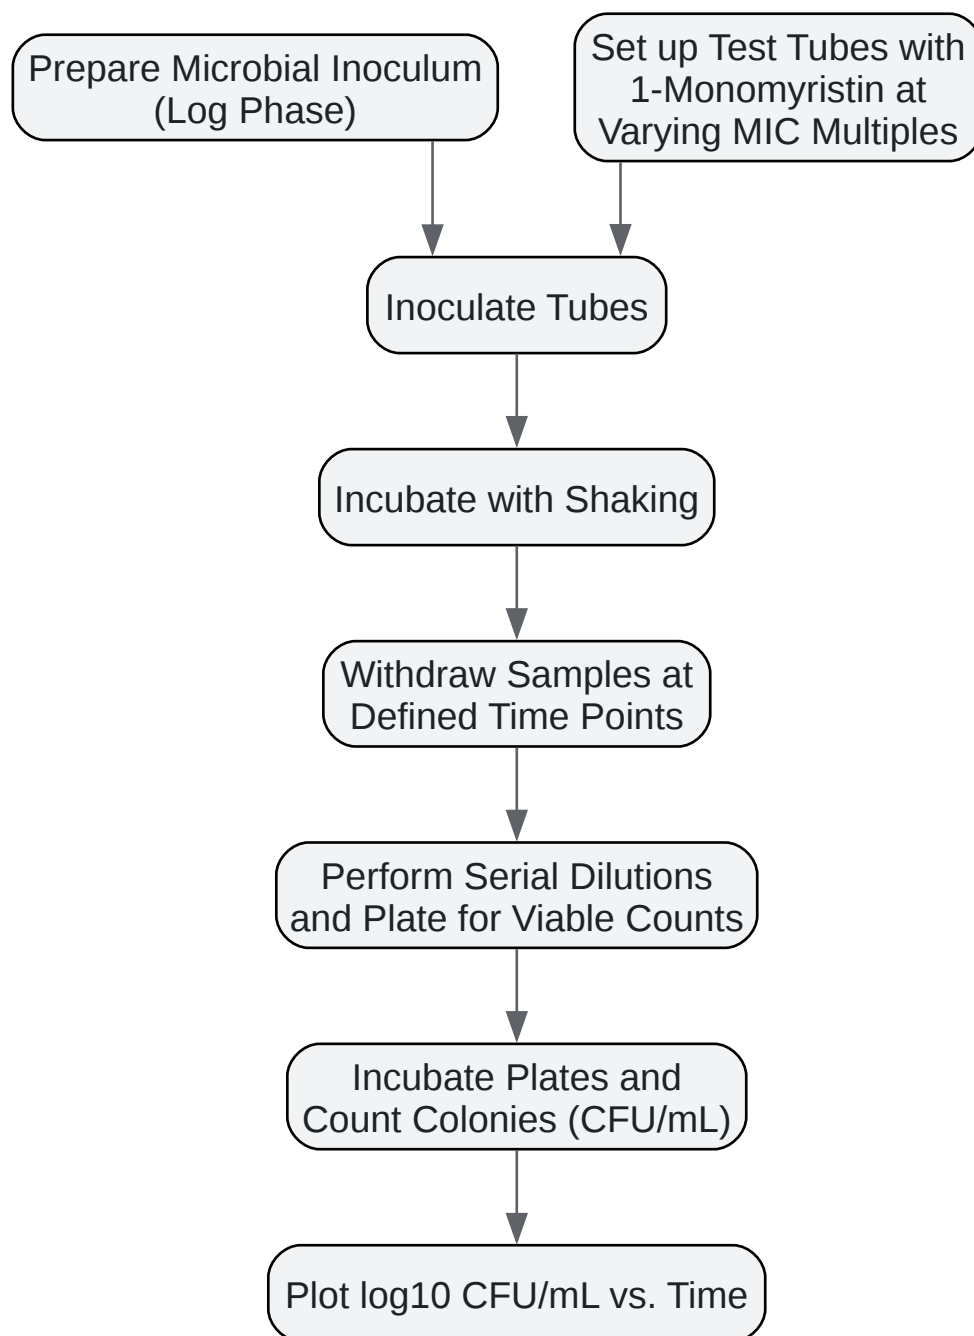 Prepare Microbial Inoculum
(Log Phase)
Set up Test Tubes with
1-Monomyristin at
Varying MIC Multiples
Inoculate Tubes
Incubate with Shaking
Withdraw Samples at
Defined Time Points
Perform Serial Dilutions
and Plate for Viable Counts
Incubate Plates and
Count Colonies (CFU/mL)
Plot log10 CFU/mL vs. Time